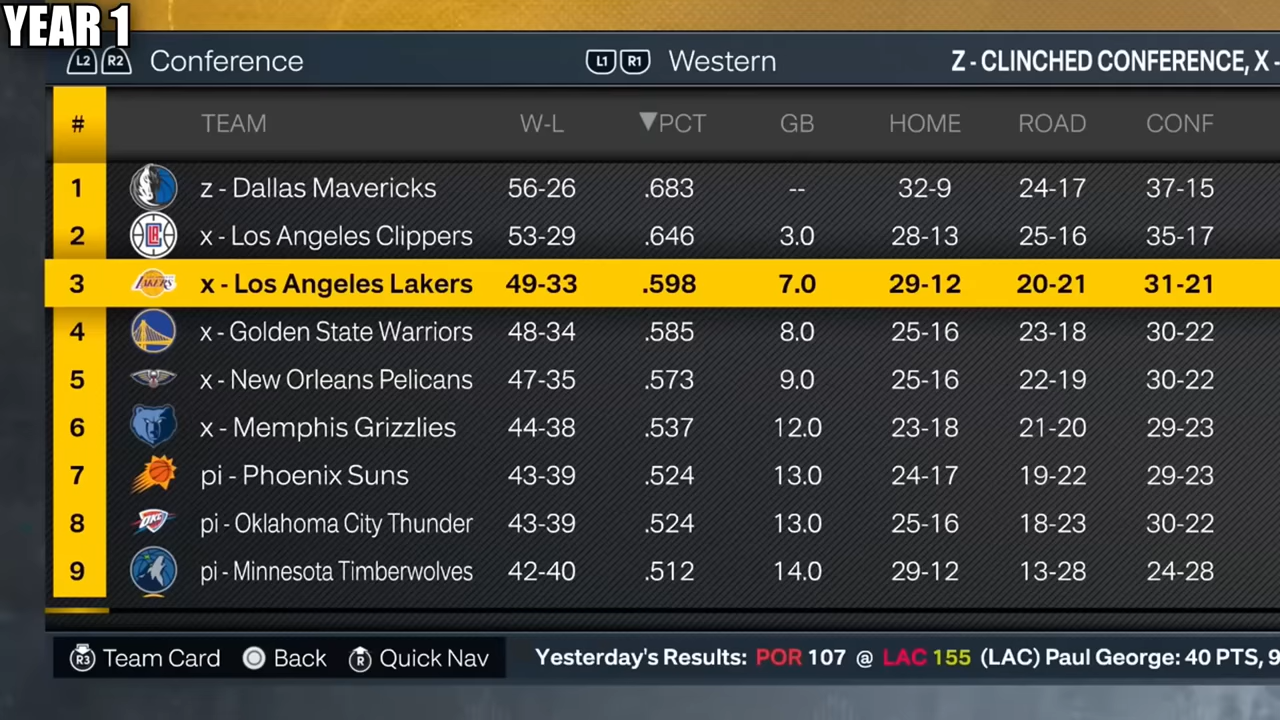 YEAR 1
L2 R2 Conference L1 R1 Western Z - CLINCHED CONFERENCE, X -
# TEAM W-L ▼PCT GB HOME ROAD CONF
1 z - Dallas Mavericks 56-26 .683 -- 32-9 24-17 37-15
2 LA x - Los Angeles Clippers 53-29 .646 3.0 28-13 25-16 35-17
3 LAKERS x - Los Angeles Lakers 49-33 .598 7.0 29-12 20-21 31-21
4 x - Golden State Warriors 48-34 .585 8.0 25-16 23-18 30-22
5 x - New Orleans Pelicans 47-35 .573 9.0 25-16 22-19 30-22
6 x - Memphis Grizzlies 44-38 .537 12.0 23-18 21-20 29-23
7 pi - Phoenix Suns 43-39 .524 13.0 24-17 19-22 29-23
8 OKC pi - Oklahoma City Thunder 43-39 .524 13.0 25-16 18-23 30-22
9 pi - Minnesota Timberwolves 42-40 .512 14.0 29-12 13-28 24-28
R3 Team Card Back R Quick Nav Yesterday's Results: POR 107 @ LAC 155 (LAC) Paul George: 40 PTS, 9